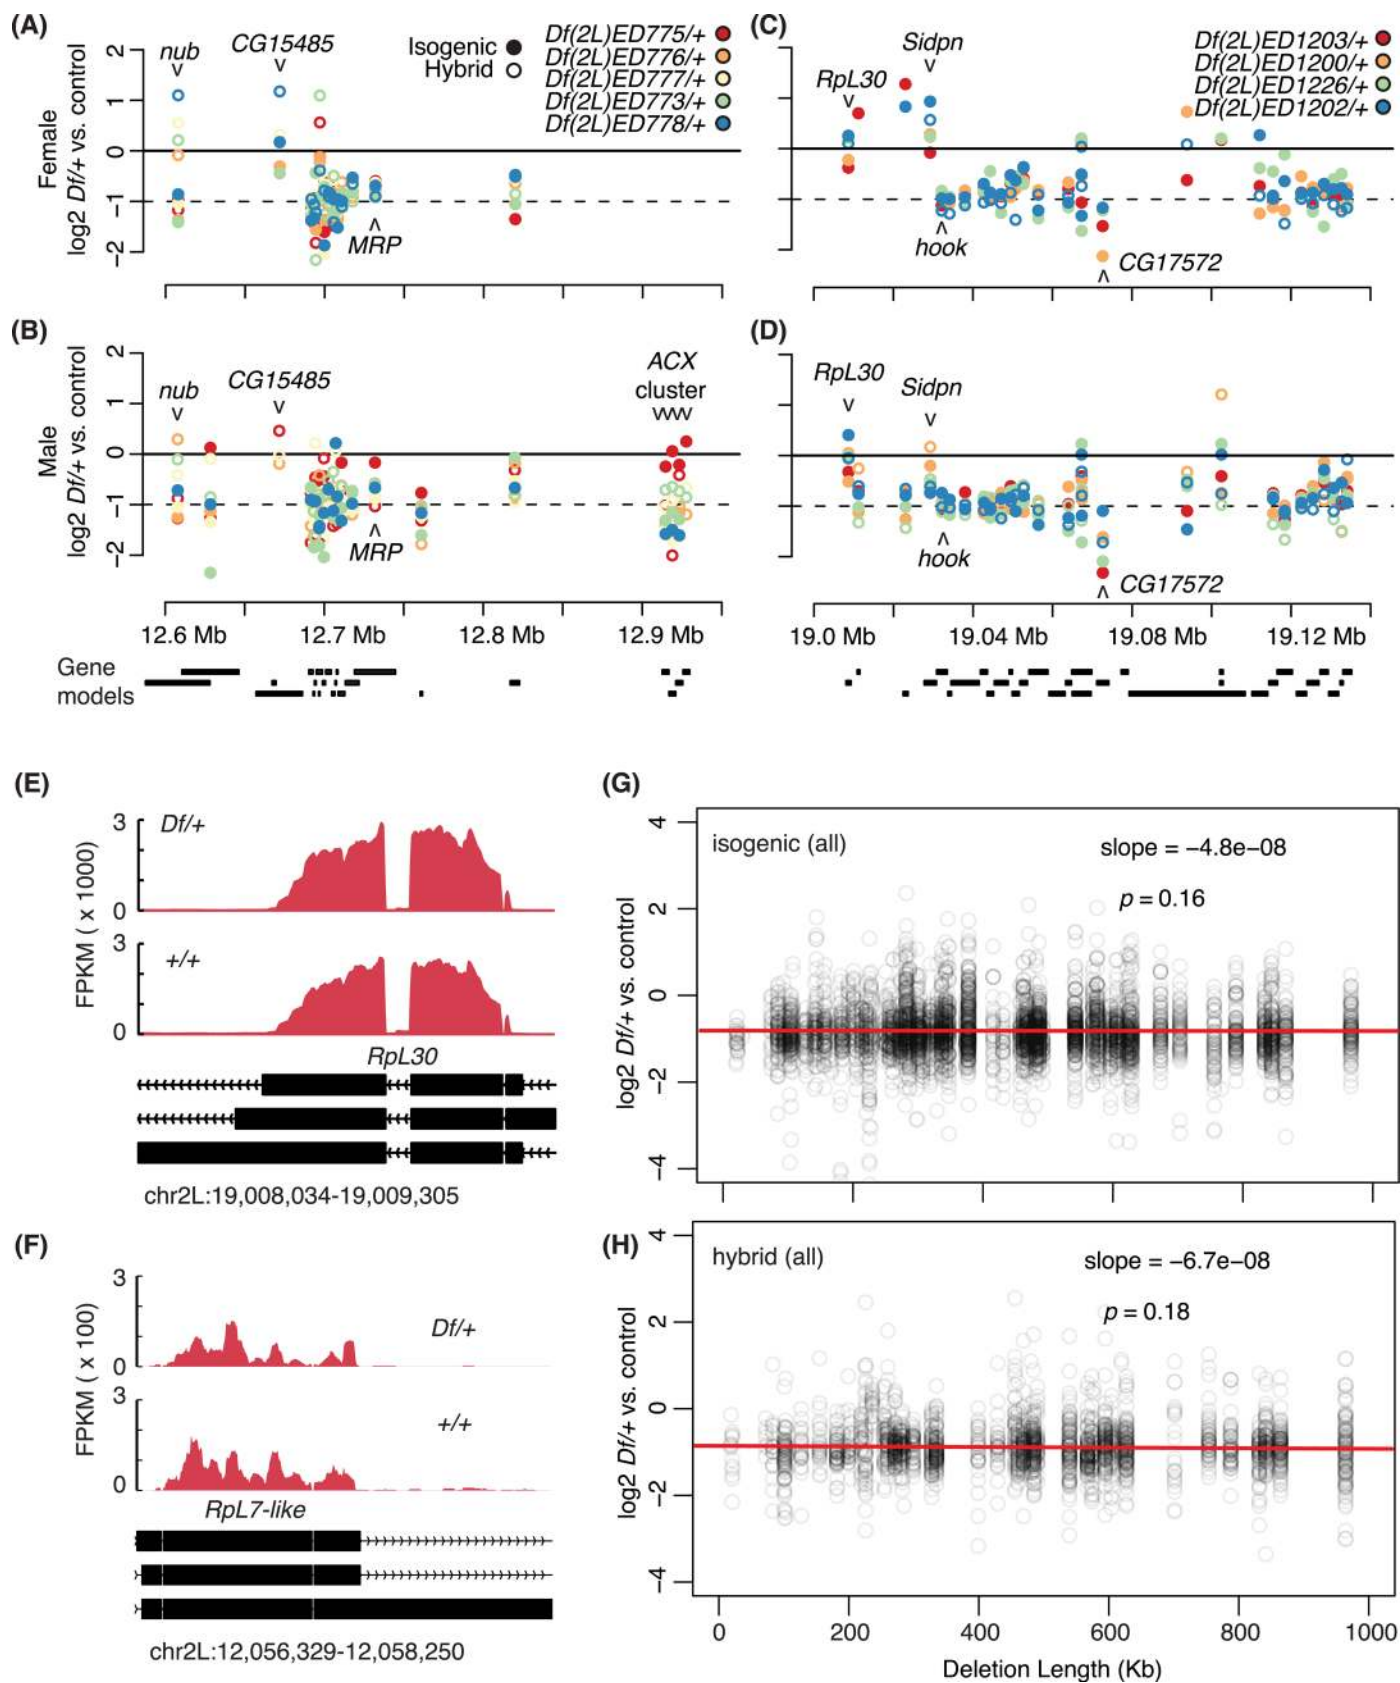 (A)
Female
log2 Df/+ vs. control
2
1
0
−1
−2
nub
CG15485
MRP
Isogenic
Hybrid
Df(2L)ED775/+
Df(2L)ED776/+
Df(2L)ED777/+
Df(2L)ED773/+
Df(2L)ED778/+
(C)
RpL30
Sidpn
hook
CG17572
Df(2L)ED1203/+
Df(2L)ED1200/+
Df(2L)ED1226/+
Df(2L)ED1202/+
(B)
Male
log2 Df/+ vs. control
2
1
0
−1
−2
nub
CG15485
MRP
ACX
cluster
12.6 Mb
12.7 Mb
12.8 Mb
12.9 Mb
(D)
RpL30
Sidpn
hook
CG17572
19.0 Mb
19.04 Mb
19.08 Mb
19.12 Mb
Gene
models
(E)
FPKM ( x 1000)
3
0
Df/+
3
0
+/+
RpL30
chr2L:19,008,034-19,009,305
(F)
FPKM ( x 100)
3
0
Df/+
3
0
+/+
RpL7-like
chr2L:12,056,329-12,058,250
(G)
log2 Df/+ vs. control
4
2
0
−2
−4
isogenic (all)
slope = −4.8e−08
p = 0.16
(H)
log2 Df/+ vs. control
4
2
0
−2
−4
hybrid (all)
slope = −6.7e−08
p = 0.18
0
200
400
600
800
1000
Deletion Length (Kb)